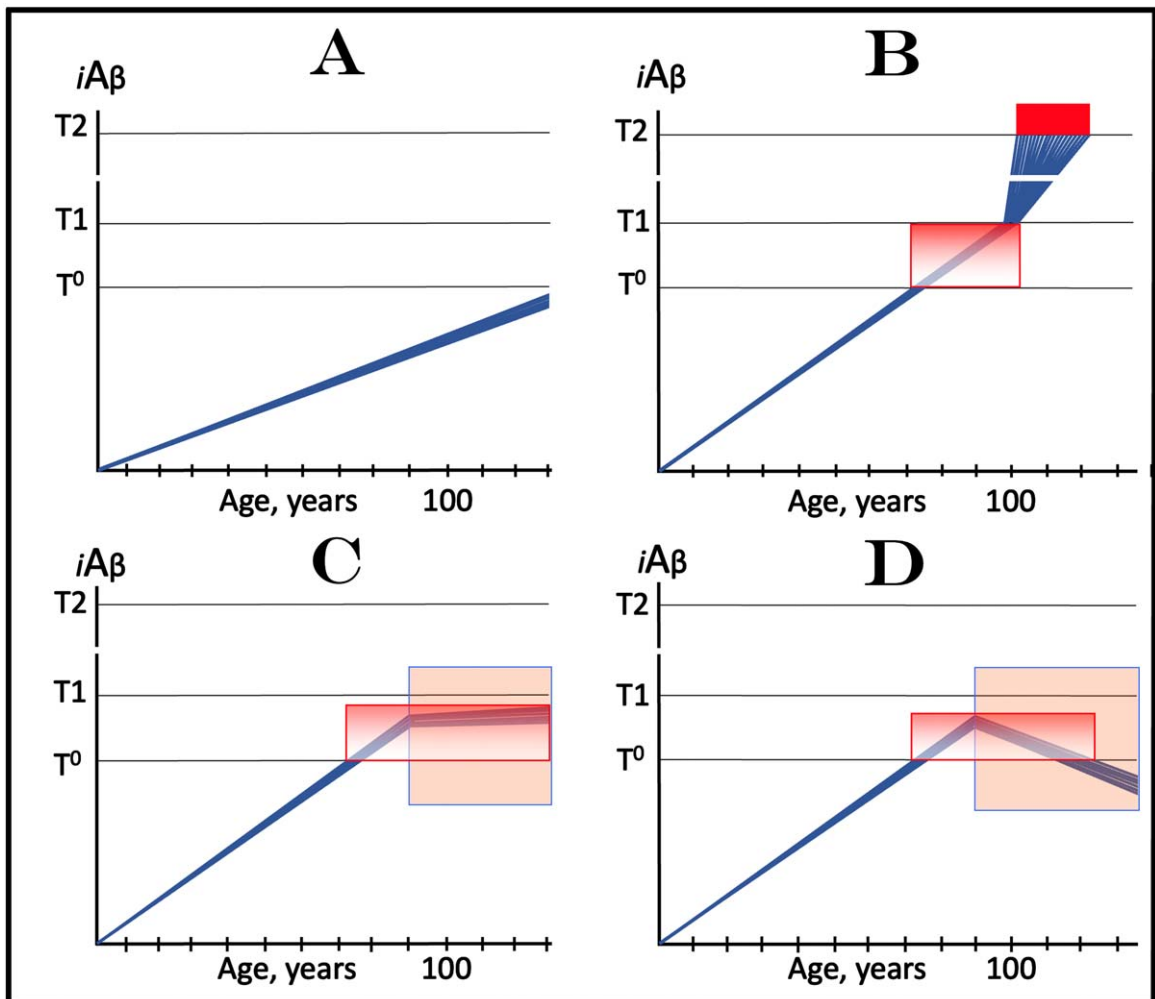 A
iAβ
T2
T1
T⁰
Age, years 100
B
iAβ
T2
T1
T⁰
Age, years 100
C
iAβ
T2
T1
T⁰
Age, years 100
D
iAβ
T2
T1
T⁰
Age, years 100